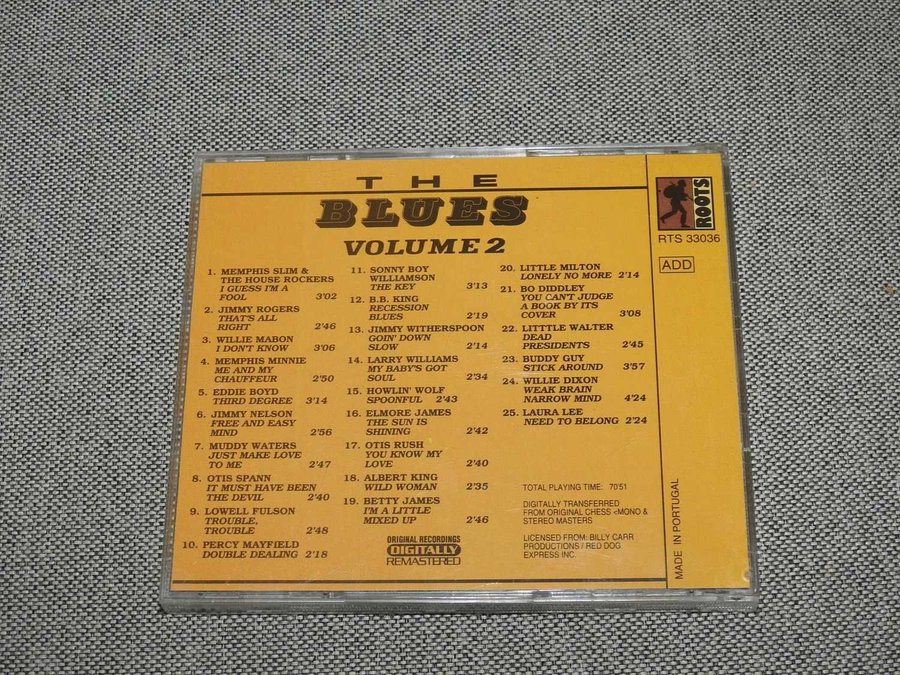 THE
BLUES
VOLUME 2
1. MEMPHIS SLIM &
THE HOUSE ROCKERS
I GUESS I'M A
FOOL 3'02
2. JIMMY ROGERS
THAT'S ALL
RIGHT 2'46
3. WILLIE MABON
I DON'T KNOW 3'06
4. MEMPHIS MINNIE
ME AND MY
CHAUFFEUR 2'50
5. EDDIE BOYD
THIRD DEGREE 3'14
6. JIMMY NELSON
FREE AND EASY
MIND 2'56
7. MUDDY WATERS
JUST MAKE LOVE
TO ME 2'47
8. OTIS SPANN
IT MUST HAVE BEEN
THE DEVIL 2'40
9. LOWELL FULSON
TROUBLE,
TROUBLE 2'48
10. PERCY MAYFIELD
DOUBLE DEALING 2'18
11. SONNY BOY
WILLIAMSON
THE KEY 3'13
12. B.B. KING
RECESSION
BLUES 2'19
13. JIMMY WITHERSPOON
GOIN' DOWN
SLOW 2'14
14. LARRY WILLIAMS
MY BABY'S GOT
SOUL 2'34
15. HOWLIN' WOLF
SPOONFUL 2'43
16. ELMORE JAMES
THE SUN IS
SHINING 2'42
17. OTIS RUSH
YOU KNOW MY
LOVE 2'40
18. ALBERT KING
WILD WOMAN 2'35
19. BETTY JAMES
I'M A LITTLE
MIXED UP 2'46
ORIGINAL RECORDINGS
DIGITALLY
REMASTERED
20. LITTLE MILTON
LONELY NO MORE 2'14
21. BO DIDDLEY
YOU CAN'T JUDGE
A BOOK BY ITS
COVER 3'08
22. LITTTLE WALTER
DEAD
PRESIDENTS 2'45
23. BUDDY GUY
STICK AROUND 3'57
24. WILLIE DIXON
WEAK BRAIN
NARROW MIND 4'24
25. LAURA LEE
NEED TO BELONG 2'24
TOTAL PLAYING TIME: 70'51
DIGITALLY TRANSFERRED
FROM ORIGINAL CHESS <MONO &
STEREO MASTERS
LICENSED FROM: BILLY CARR
PRODUCTIONS / RED DOG
EXPRESS INC.
ROOTS
RTS 33036
ADD
MADE IN PORTUGAL